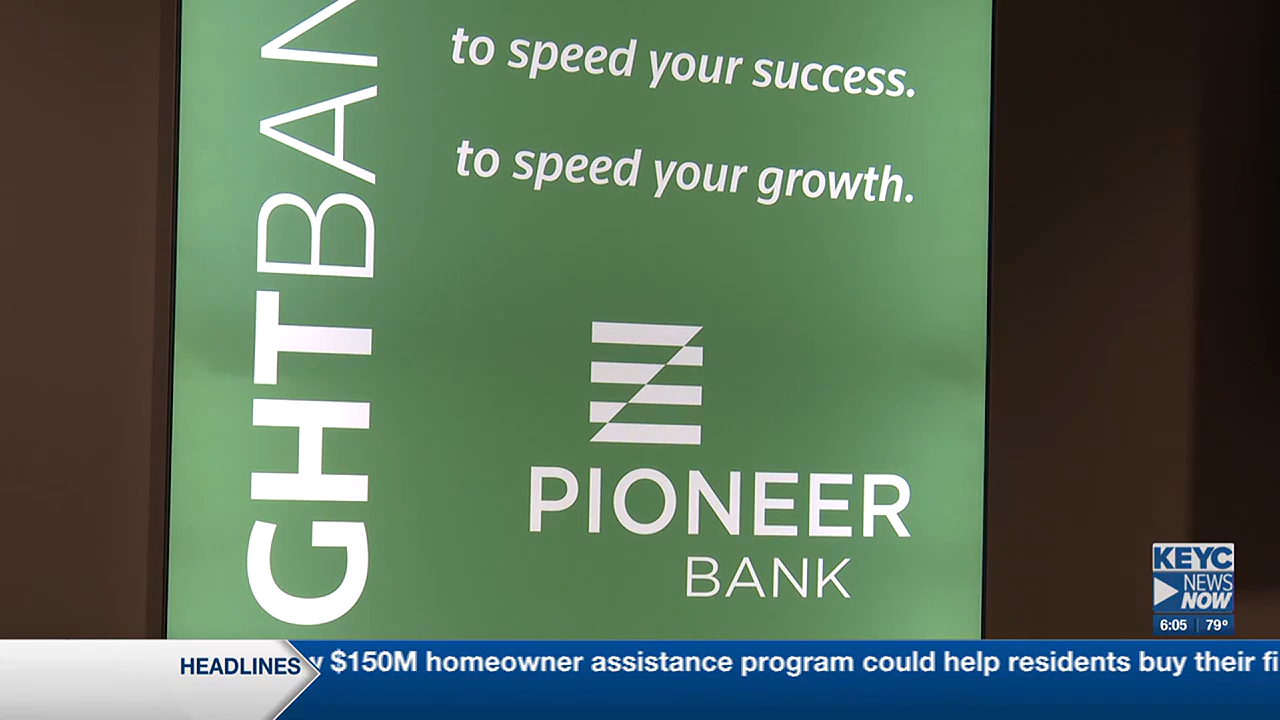 to speed your success.
to speed your growth.
GHTBAN
PIONEER
BANK
KEYC
NEWS
NOW
6:05 79°
HEADLINES
$150M homeowner assistance program could help residents buy their fi